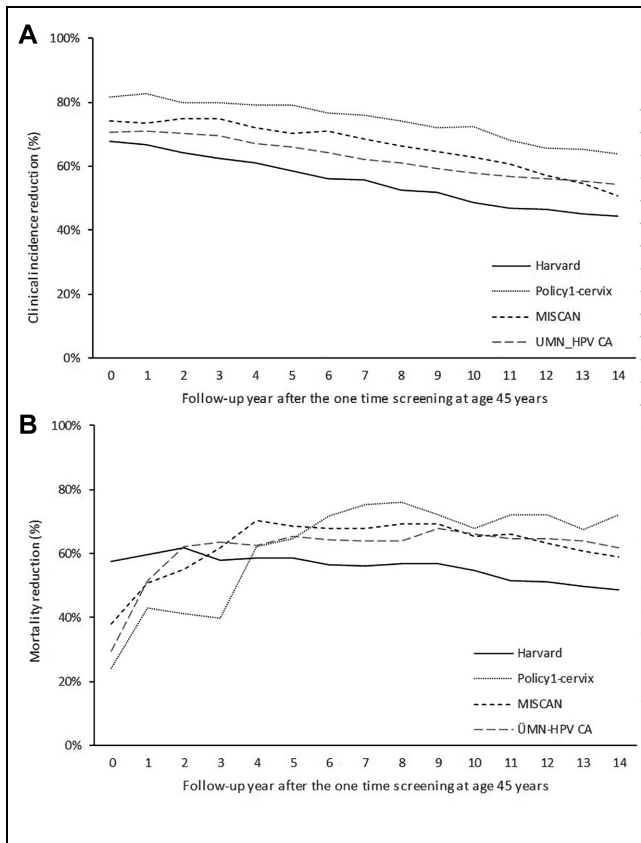 A
100%
80%
60%
40%
20%
0%
Clinical incidence reduction (%)
Harvard
Policy1-cervix
MISCAN
UMN_HPV CA
0 1 2 3 4 5 6 7 8 9 10 11 12 13 14
Follow-up year after the one time screening at age 45 years
B
100%
80%
60%
40%
20%
0%
Mortality reduction (%)
Harvard
Policy1-cervix
MISCAN
ÜMN-HPV CA
0 1 2 3 4 5 6 7 8 9 10 11 12 13 14
Follow-up year after the one time screening at age 45 years